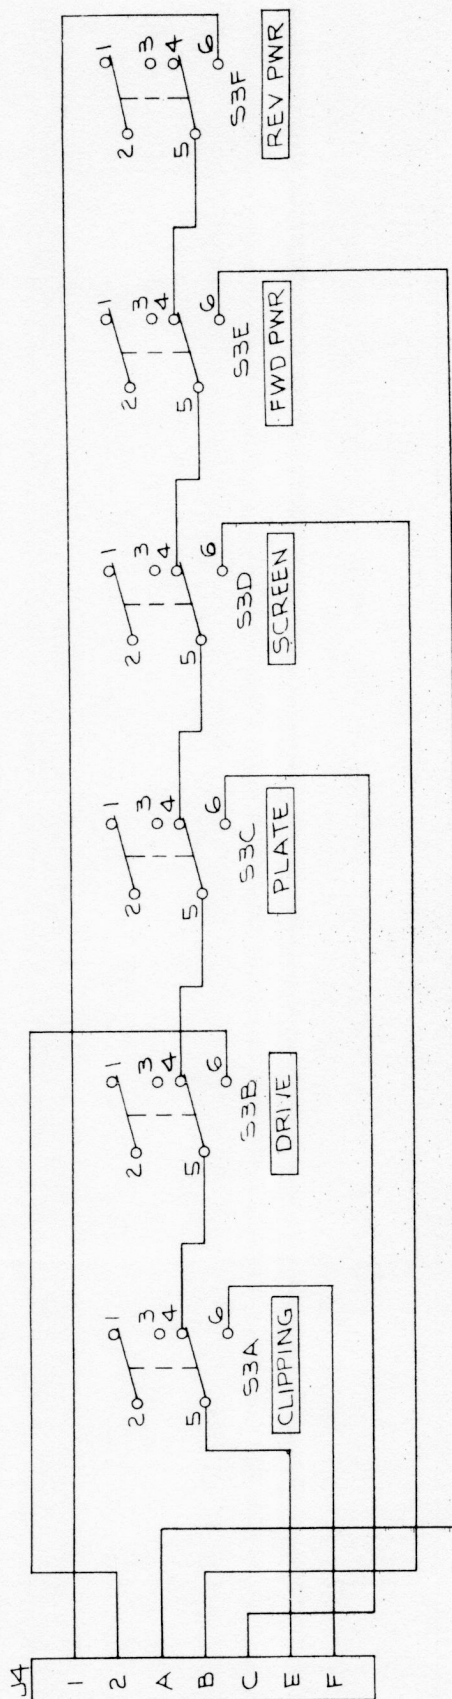 J4
1
2
A
B
C
E
F
1
2
3
4
5
6
S3A
CLIPPING
1
2
3
4
5
6
S3B
DRIVE
1
2
3
4
5
6
S3C
PLATE
1
2
3
4
5
6
S3D
SCREEN
1
2
3
4
5
6
S3E
FWD PWR
1
2
3
4
5
6
S3F
REV PWR